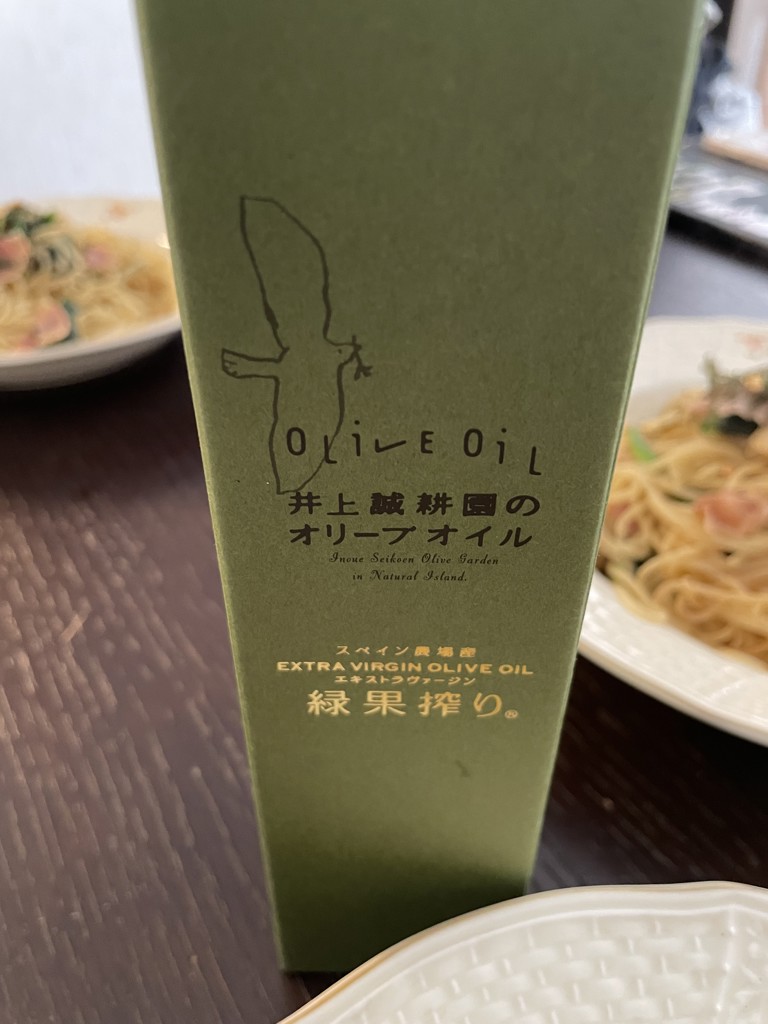 OLiVE OiL
井上誠耕園の
オリーブオイル
Inoue Seikoen Olive Garden
in Natural Island.
スペイン農場産
EXTRA VIRGIN OLIVE OIL
エキストラヴァージン
緑果搾り®